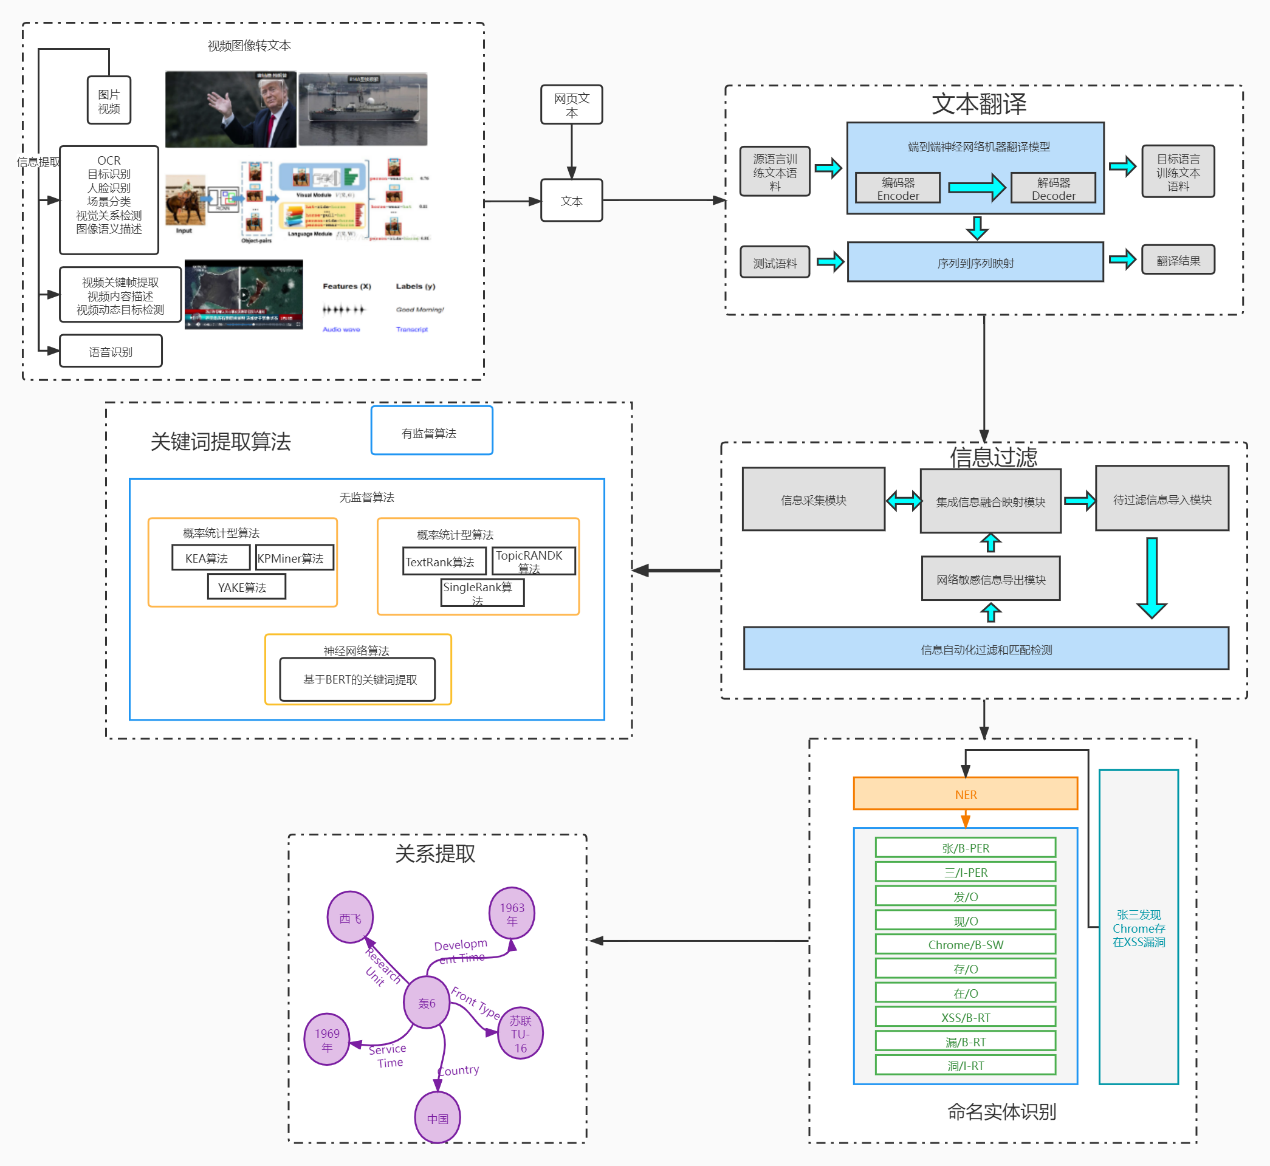 视频图像转文本
图片
视频
信息提取
OCR
目标识别
人脸识别
场景分类
视觉关系检测
图像语义描述
视频关键帧提取
视频内容描述
视频动态目标检测
语音识别
Input
Object-pairs
Visual Module
Language Module
Features (X)
Labels (y)
Good Morning!
Audio wave
Transcript
网页文
本
文本
文本翻译
源语言训
练文本语
料
端到端神经网络机器翻译模型
编码器
Encoder
解码器
Decoder
目标语言
训练文本
语料
测试语料
序列到序列映射
翻译结果
关键词提取算法
有监督算法
无监督算法
概率统计型算法
KEA算法
KPMiner算法
YAKE算法
概率统计型算法
TextRank算法
TopicRANDK
算法
SingleRank算
法
神经网络算法
基于BERT的关键词提取
信息过滤
信息采集模块
集成信息融合映射模块
待过滤信息导入模块
网络敏感信息导出模块
信息自动化过滤和匹配检测
NER
张/B-PER
三/I-PER
发/O
现/O
Chrome/B-SW
存/O
在/O
XSS/B-RT
漏/B-RT
洞/I-RT
张三发现
Chrome存
在XSS漏洞
命名实体识别
关系提取
西飞
1963
年
Developm
ent Time
Research
Unit
轰6
Front Type
苏联
TU-
16
1969
年
Service
Time
Country
中国